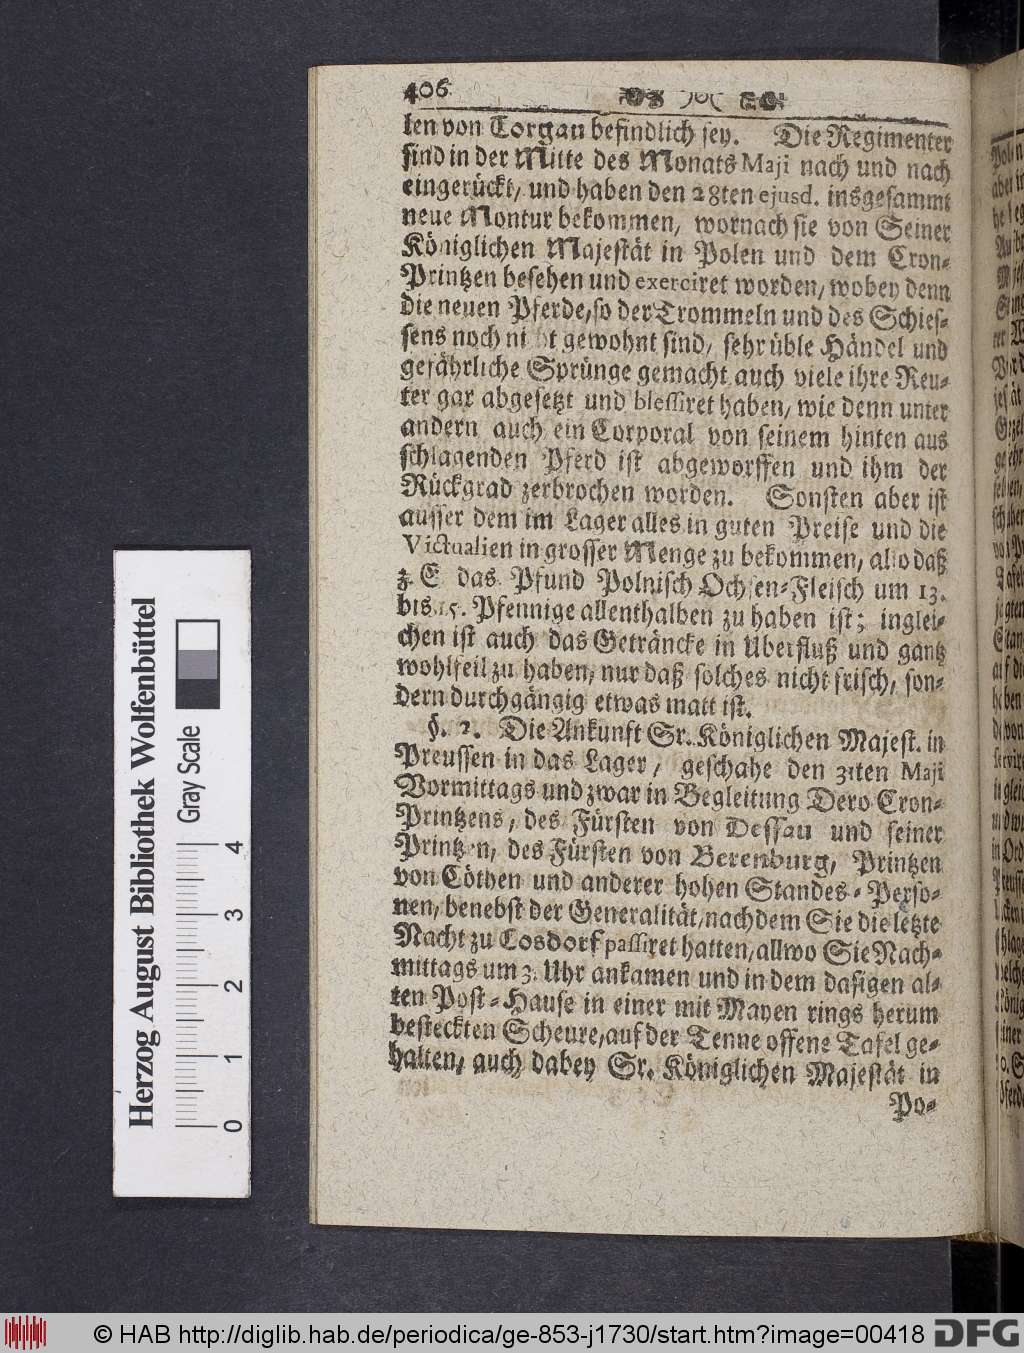 406
len von Torgau befindlich sey. Die Regimenter
sind in der Mitte des Monats Maji nach und nach
eingerückt, und haben den 28ten ejusd. insgesammt
neue Montur bekommen, wornach sie von Seiner
Königlichen Majestät in Polen und dem Cron-
Printzen besehen und exerciret worden, wobey denn
die neuen Pferde, so der Trommeln und des Schies-
sens noch nicht gewohnt sind, sehr üble Händel und
gefährliche Sprünge gemacht, auch viele ihre Reu-
ter gar abgesetzt und blessiret haben, wie denn unter
andern auch ein Corporal von seinem hinten aus
schlagenden Pferd ist abgeworffen und ihm der
Rückgrad zerbrochen worden. Sonsten aber ist
ausser dem im Lager alles in guten Preise und die
Victualien in grosser Menge zu bekommen, also daß
z. E das Pfund Polnisch Ochsen-Fleisch um 13.
bis 15. Pfennige allenthalben zu haben ist; inglei-
chen ist auch das Geträncke in Uberfluß und gantz
wohlfeil zu haben, nur daß solches nicht frisch, son-
dern durchgängig etwas matt ist.
§. 2. Die Ankunft Sr. Königlichen Majest. in
Preussen in das Lager, geschahe den 31ten Maji
Vormittags und zwar in Begleitung Dero Cron-
Printzens, des Fürsten von Dessau und seiner
Printzen, des Fürsten von Berenburg, Printzen
von Cöthen und anderer hohen Standes-Perso-
nen, benebst der Generalität, nachdem Sie die letzte
Nacht zu Cosdorf passiret hatten, allwo Sie Nach-
mittags um 3. Uhr ankamen und in dem dasigen al-
ten Post-Hause in einer mit Mayen rings herum
besteckten Scheure, auf der Tenne offene Tafel ge-
halten, auch dabey Sr. Königlichen Majestät in
Po-
Herzog August Bibliothek Wolfenbüttel
Gray Scale
0 1 2 3 4
© HAB http://diglib.hab.de/periodica/ge-853-j1730/start.htm?image=00418
DFG